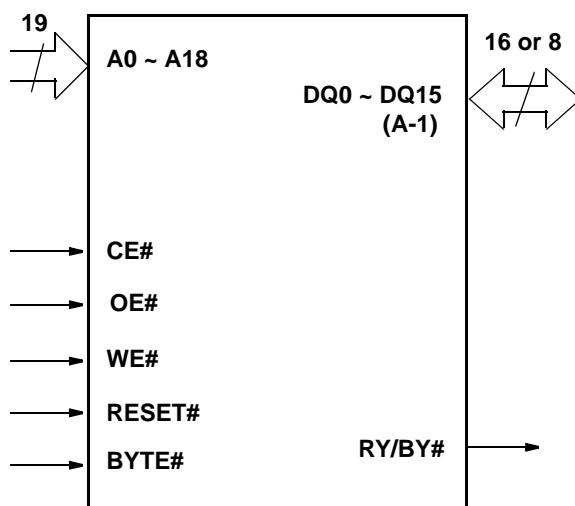 19
16 or 8
A0 ~ A18
DQ0 ~ DQ15
(A-1)
CE#
OE#
WE#
RESET#
BYTE#
RY/BY#